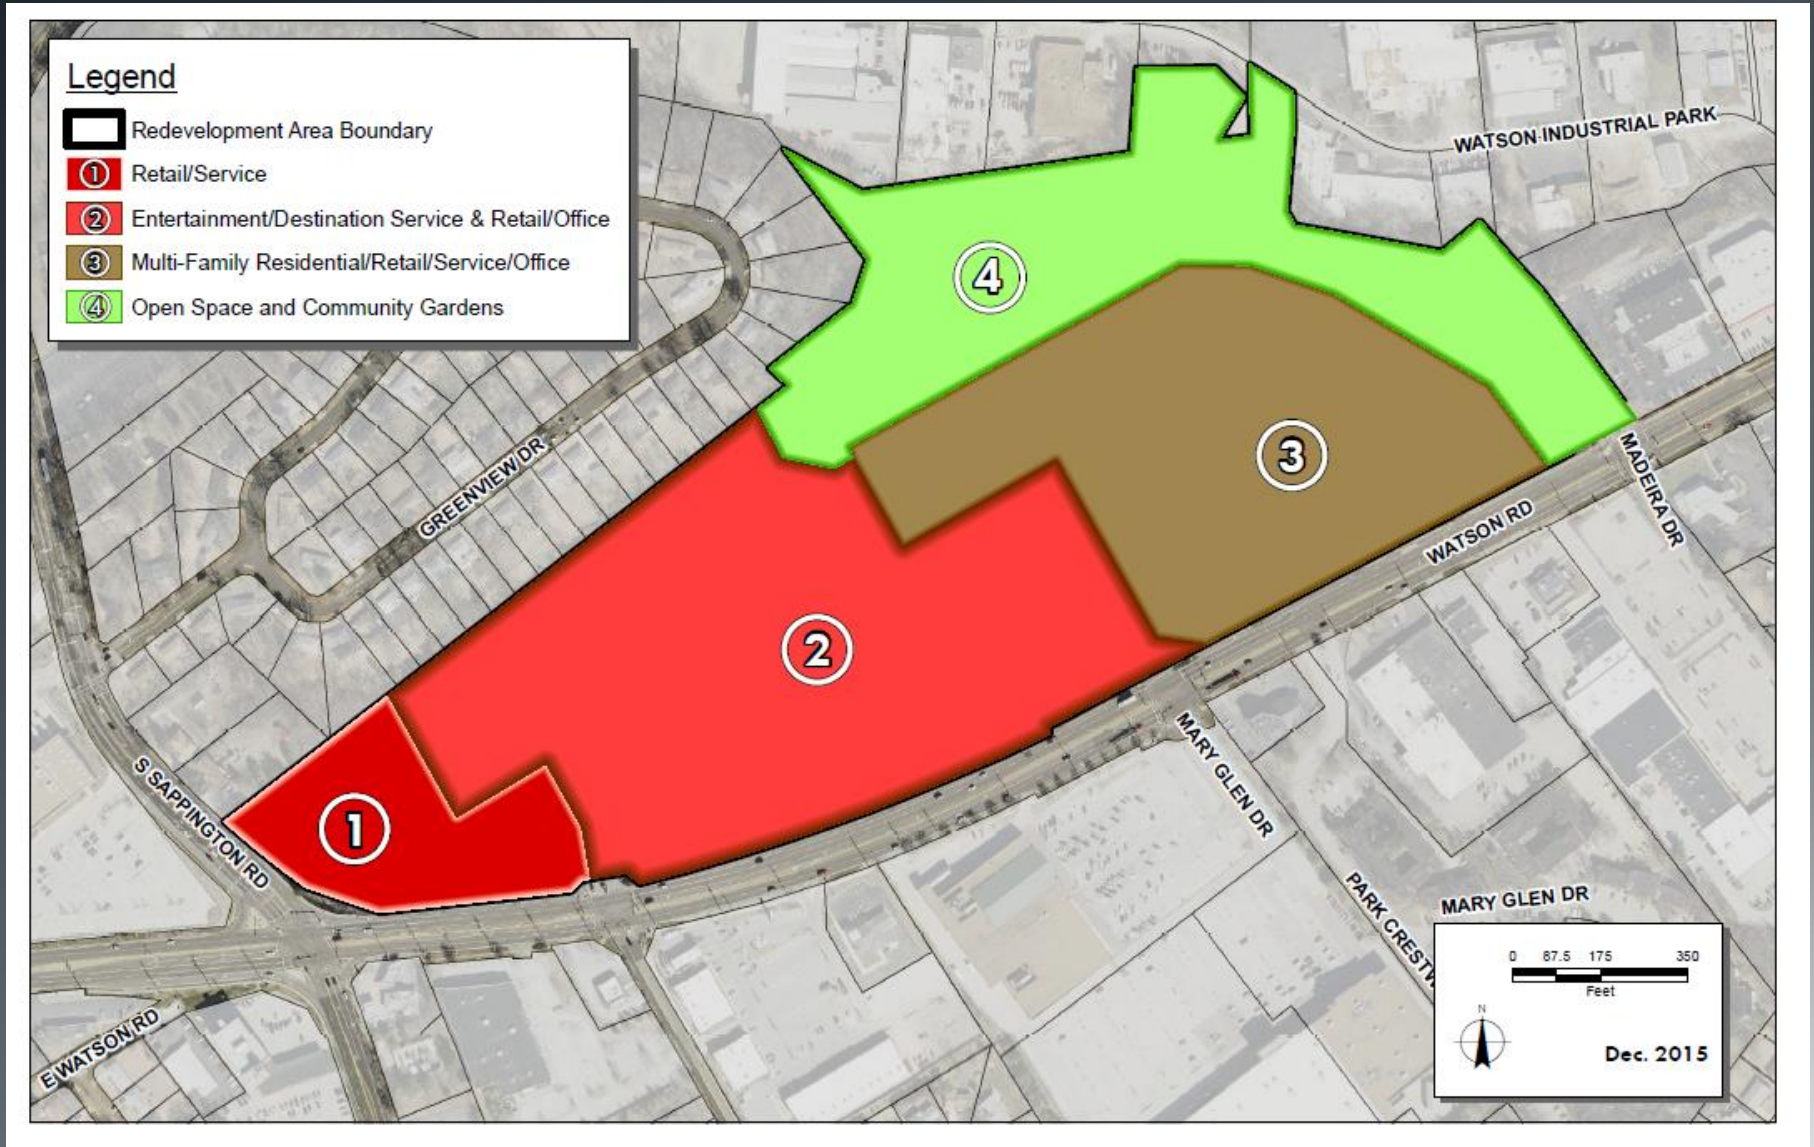 Legend
Redevelopment Area Boundary
1 Retail/Service
2 Entertainment/Destination Service & Retail/Office
3 Multi-Family Residential/Retail/Service/Office
4 Open Space and Community Gardens
WATSON INDUSTRIAL PARK
4
GREENVIEW DR
3
MADEIRA DR
WATSON RD
2
S SAPPINGTON RD
1
MARY GLEN DR
PARK CRESTW
MARY GLEN DR
E WATSON RD
0 87.5 175 350
Feet
N
Dec. 2015